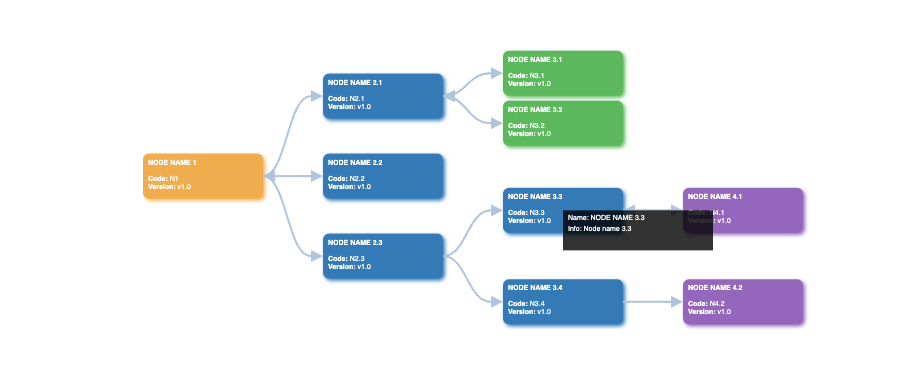 NODE NAME 3.1
Code: N3.1
Version: v1.0
NODE NAME 2.1
Code: N2.1
Version: v1.0
NODE NAME 3.2
Code: N3.2
Version: v1.0
NODE NAME 1
Code: N1
Version: v1.0
NODE NAME 2.2
Code: N2.2
Version: v1.0
NODE NAME 3.3
Code: N3.3
Version: v1.0
NODE NAME 4.1
Code: N4.1
Version: v1.0
Name: NODE NAME 3.3
Info: Node name 3.3
NODE NAME 2.3
Code: N2.3
Version: v1.0
NODE NAME 3.4
Code: N3.4
Version: v1.0
NODE NAME 4.2
Code: N4.2
Version: v1.0